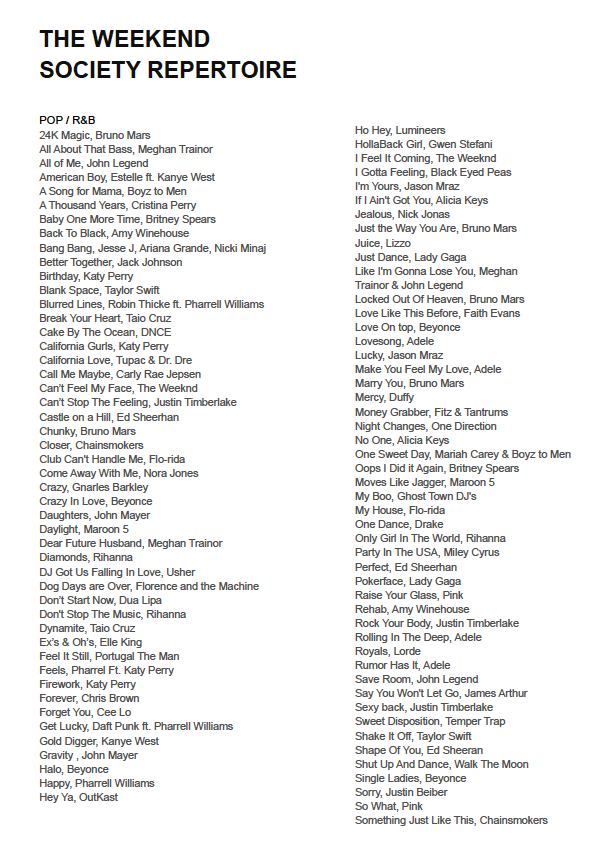 THE WEEKEND
SOCIETY REPERTOIRE
POP / R&B
24K Magic, Bruno Mars
All About That Bass, Meghan Trainor
All of Me, John Legend
American Boy, Estelle ft. Kanye West
A Song for Mama, Boyz to Men
A Thousand Years, Cristina Perry
Baby One More Time, Britney Spears
Back To Black, Amy Winehouse
Bang Bang, Jesse J, Ariana Grande, Nicki Minaj
Better Together, Jack Johnson
Birthday, Katy Perry
Blank Space, Taylor Swift
Blurred Lines, Robin Thicke ft. Pharrell Williams
Break Your Heart, Taio Cruz
Cake By The Ocean, DNCE
California Gurls, Katy Perry
California Love, Tupac & Dr. Dre
Call Me Maybe, Carly Rae Jepsen
Can't Feel My Face, The Weeknd
Can't Stop The Feeling, Justin Timberlake
Castle on a Hill, Ed Sheerhan
Chunky, Bruno Mars
Closer, Chainsmokers
Club Can't Handle Me, Flo-rida
Come Away With Me, Nora Jones
Crazy, Gnarles Barkley
Crazy In Love, Beyonce
Daughters, John Mayer
Daylight, Maroon 5
Dear Future Husband, Meghan Trainor
Diamonds, Rihanna
DJ Got Us Falling In Love, Usher
Dog Days are Over, Florence and the Machine
Don't Start Now, Dua Lipa
Don't Stop The Music, Rihanna
Dynamite, Taio Cruz
Ex's & Oh's, Elle King
Feel It Still, Portugal The Man
Feels, Pharrel Ft. Katy Perry
Firework, Katy Perry
Forever, Chris Brown
Forget You, Cee Lo
Get Lucky, Daft Punk ft. Pharrell Williams
Gold Digger, Kanye West
Gravity , John Mayer
Halo, Beyonce
Happy, Pharrell Williams
Hey Ya, OutKast
Ho Hey, Lumineers
HollaBack Girl, Gwen Stefani
I Feel It Coming, The Weeknd
I Gotta Feeling, Black Eyed Peas
I'm Yours, Jason Mraz
If I Ain't Got You, Alicia Keys
Jealous, Nick Jonas
Just the Way You Are, Bruno Mars
Juice, Lizzo
Just Dance, Lady Gaga
Like I'm Gonna Lose You, Meghan
Trainor & John Legend
Locked Out Of Heaven, Bruno Mars
Love Like This Before, Faith Evans
Love On top, Beyonce
Lovesong, Adele
Lucky, Jason Mraz
Make You Feel My Love, Adele
Marry You, Bruno Mars
Mercy, Duffy
Money Grabber, Fitz & Tantrums
Night Changes, One Direction
No One, Alicia Keys
One Sweet Day, Mariah Carey & Boyz to Men
Oops I Did it Again, Britney Spears
Moves Like Jagger, Maroon 5
My Boo, Ghost Town DJ's
My House, Flo-rida
One Dance, Drake
Only Girl In The World, Rihanna
Party In The USA, Miley Cyrus
Perfect, Ed Sheerhan
Pokerface, Lady Gaga
Raise Your Glass, Pink
Rehab, Amy Winehouse
Rock Your Body, Justin Timberlake
Rolling In The Deep, Adele
Royals, Lorde
Rumor Has It, Adele
Save Room, John Legend
Say You Won't Let Go, James Arthur
Sexy back, Justin Timberlake
Sweet Disposition, Temper Trap
Shake It Off, Taylor Swift
Shape Of You, Ed Sheeran
Shut Up And Dance, Walk The Moon
Single Ladies, Beyonce
Sorry, Justin Beiber
So What, Pink
Something Just Like This, Chainsmokers